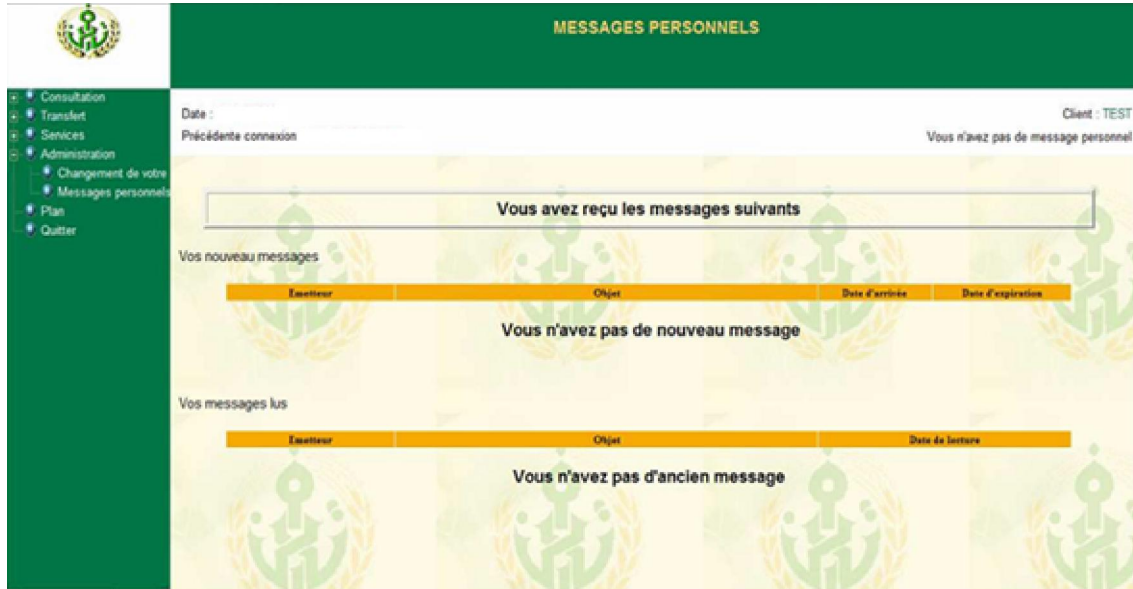 MESSAGES PERSONNELS
Consultation
Transfert
Services
Administration
Changement de votre
Messages personnels
Plan
Quitter
Date :
Client : TEST
Précédente connexion
Vous n'avez pas de message personnel
Vous avez reçu les messages suivants
Vos nouveau messages
Emetteur Objet Date d'arrivée Date d'expiration
Vous n'avez pas de nouveau message
Vos messages lus
Emetteur Objet Date de lecture
Vous n'avez pas d'ancien message